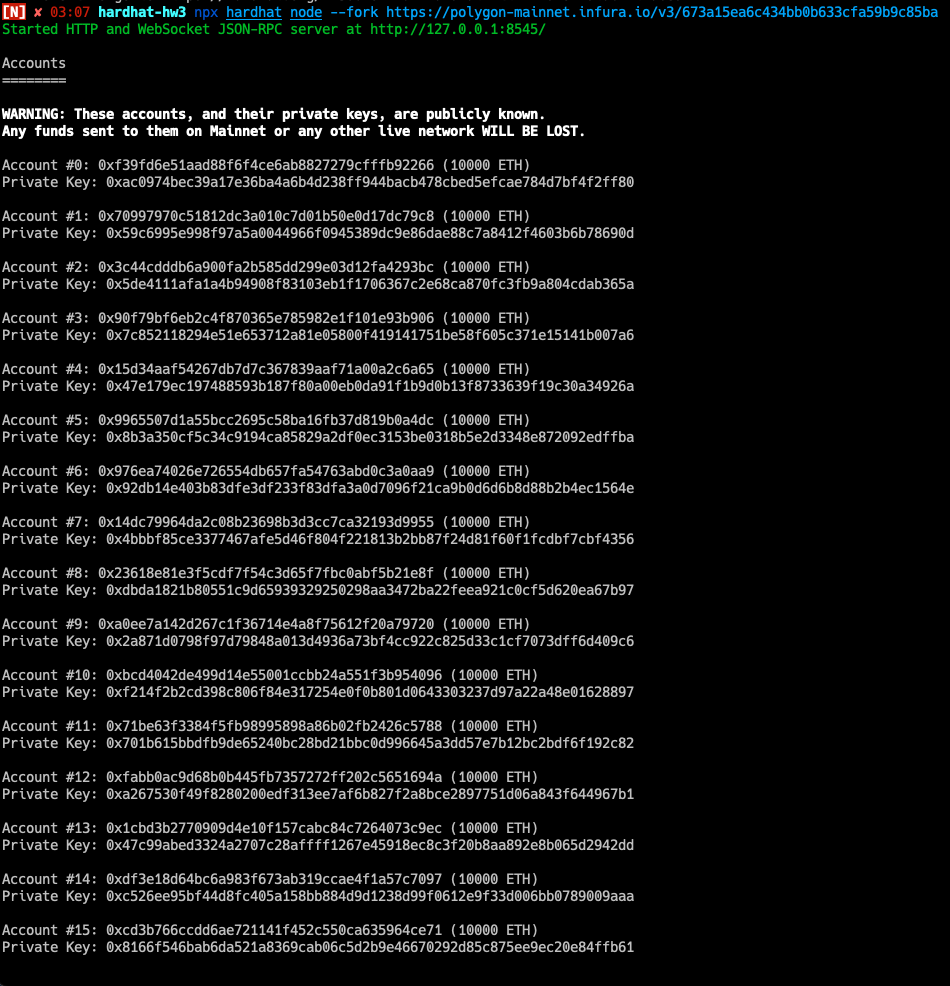 [N] ✘ 03:07 hardhat-hw3 npx hardhat node --fork https://polygon-mainnet.infura.io/v3/673a15ea6c434bb0b633cfa59b9c85ba
Started HTTP and WebSocket JSON-RPC server at http://127.0.0.1:8545/
Accounts
========
WARNING: These accounts, and their private keys, are publicly known.
Any funds sent to them on Mainnet or any other live network WILL BE LOST.
Account #0: 0xf39fd6e51aad88f6f4ce6ab8827279cfffb92266 (10000 ETH)
Private Key: 0xac0974bec39a17e36ba4a6b4d238ff944bacb478cbed5efcae784d7bf4f2ff80
Account #1: 0x70997970c51812dc3a010c7d01b50e0d17dc79c8 (10000 ETH)
Private Key: 0x59c6995e998f97a5a0044966f0945389dc9e86dae88c7a8412f4603b6b78690d
Account #2: 0x3c44cdddb6a900fa2b585dd299e03d12fa4293bc (10000 ETH)
Private Key: 0x5de4111afa1a4b94908f83103eb1f1706367c2e68ca870fc3fb9a804cdab365a
Account #3: 0x90f79bf6eb2c4f870365e785982e1f101e93b906 (10000 ETH)
Private Key: 0x7c852118294e51e653712a81e05800f419141751be58f605c371e15141b007a6
Account #4: 0x15d34aaf54267db7d7c367839aaf71a00a2c6a65 (10000 ETH)
Private Key: 0x47e179ec197488593b187f80a00eb0da91f1b9d0b13f8733639f19c30a34926a
Account #5: 0x9965507d1a55bcc2695c58ba16fb37d819b0a4dc (10000 ETH)
Private Key: 0x8b3a350cf5c34c9194ca85829a2df0ec3153be0318b5e2d3348e872092edffba
Account #6: 0x976ea74026e726554db657fa54763abd0c3a0aa9 (10000 ETH)
Private Key: 0x92db14e403b83dfe3df233f83dfa3a0d7096f21ca9b0d6d6b8d88b2b4ec1564e
Account #7: 0x14dc79964da2c08b23698b3d3cc7ca32193d9955 (10000 ETH)
Private Key: 0x4bbbf85ce3377467afe5d46f804f221813b2bb87f24d81f60f1fcdbf7cbf4356
Account #8: 0x23618e81e3f5cdf7f54c3d65f7fbc0abf5b21e8f (10000 ETH)
Private Key: 0xdbda1821b80551c9d65939329250298aa3472ba22feea921c0cf5d620ea67b97
Account #9: 0xa0ee7a142d267c1f36714e4a8f75612f20a79720 (10000 ETH)
Private Key: 0x2a871d0798f97d79848a013d4936a73bf4cc922c825d33c1cf7073dff6d409c6
Account #10: 0xbcd4042de499d14e55001ccbb24a551f3b954096 (10000 ETH)
Private Key: 0xf214f2b2cd398c806f84e317254e0f0b801d0643303237d97a22a48e01628897
Account #11: 0x71be63f3384f5fb98995898a86b02fb2426c5788 (10000 ETH)
Private Key: 0x701b615bbdfb9de65240bc28bd21bbc0d996645a3dd57e7b12bc2bdf6f192c82
Account #12: 0xfabb0ac9d68b0b445fb7357272ff202c5651694a (10000 ETH)
Private Key: 0xa267530f49f8280200edf313ee7af6b827f2a8bce2897751d06a843f644967b1
Account #13: 0x1cbd3b2770909d4e10f157cabc84c7264073c9ec (10000 ETH)
Private Key: 0x47c99abed3324a2707c28affff1267e45918ec8c3f20b8aa892e8b065d2942dd
Account #14: 0xdf3e18d64bc6a983f673ab319ccae4f1a57c7097 (10000 ETH)
Private Key: 0xc526ee95bf44d8fc405a158bb884d9d1238d99f0612e9f33d006bb0789009aaa
Account #15: 0xcd3b766ccdd6ae721141f452c550ca635964ce71 (10000 ETH)
Private Key: 0x8166f546bab6da521a8369cab06c5d2b9e46670292d85c875ee9ec20e84ffb61